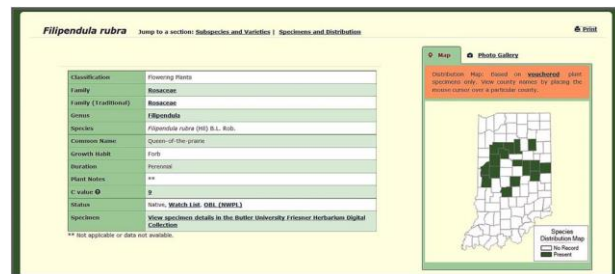 Filipendula rubra Jump to a section: Subspecies and Varieties | Specimens and Distribution
Print
Map Photo Gallery
Distribution Map: Based on vouchered plant
specimens only. View county names by placing the
mouse cursor over a particular county.
Classification Flowering Plants
Family Rosaceae
Family (Traditional) Rosaceae
Genus Filipendula
Species Filipendula rubra (Hill) B.L. Rob.
Common Name Queen-of-the-prairie
Growth Habit Forb
Duration Perennial
Plant Notes **
C value 9
Status Native, Watch List, OBL (NWPL)
Specimen View specimen details in the Butler University Friesner Herbarium Digital
Collection
** Not applicable or data not available.
Species
Distribution Map
No Record
Present